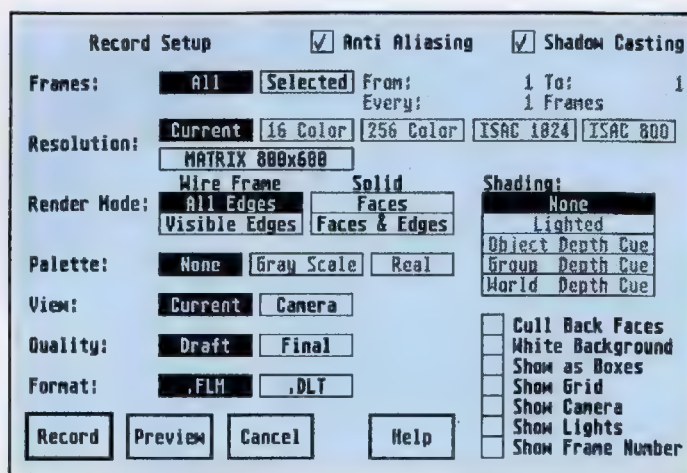 Record Setup Anti Aliasing Shadow Casting
Frames: All Selected From: 1 To: 1
Every: 1 Frames
Resolution: Current 16 Color 256 Color ISAC 1024 ISAC 800
MATRIX 800x600
Wire Frame Solid Shading:
Render Mode: All Edges Faces None
Visible Edges Faces & Edges Lighted
Object Depth Cue
Palette: None Gray Scale Real Group Depth Cue
World Depth Cue
View: Current Camera
Cull Back Faces
Quality: Draft Final White Background
Show as Boxes
Format: .FLM .DLT Show Grid
Show Camera
Record Preview Cancel Help Show Lights
Show Frame Number